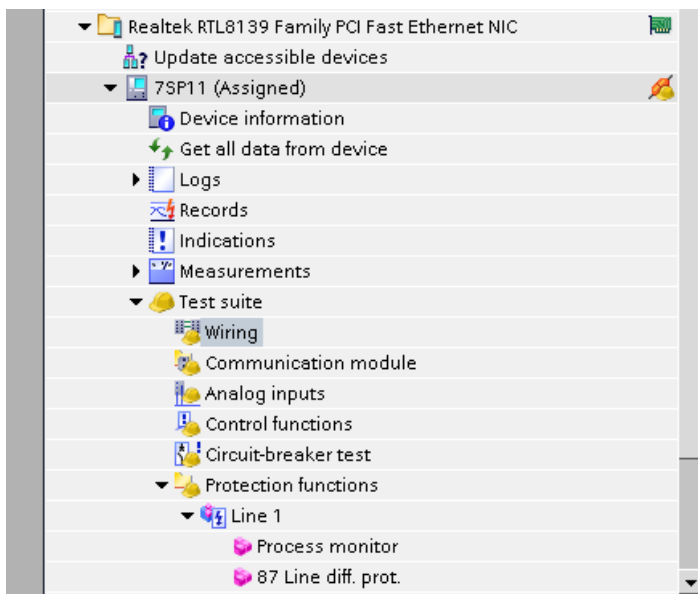 Realtek RTL8139 Family PCI Fast Ethernet NIC
Update accessible devices
7SP11 (Assigned)
Device information
Get all data from device
Logs
Records
Indications
Measurements
Test suite
Wiring
Communication module
Analog inputs
Control functions
Circuit-breaker test
Protection functions
Line 1
Process monitor
87 Line diff. prot.